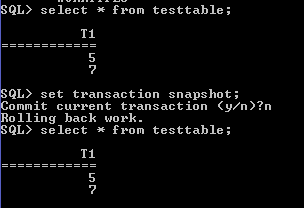 SQL> select * from testtable;
T1
============
5
7
SQL> set transaction snapshot;
Commit current transaction (y/n)?n
Rolling back work.
SQL> select * from testtable;
T1
============
5
7